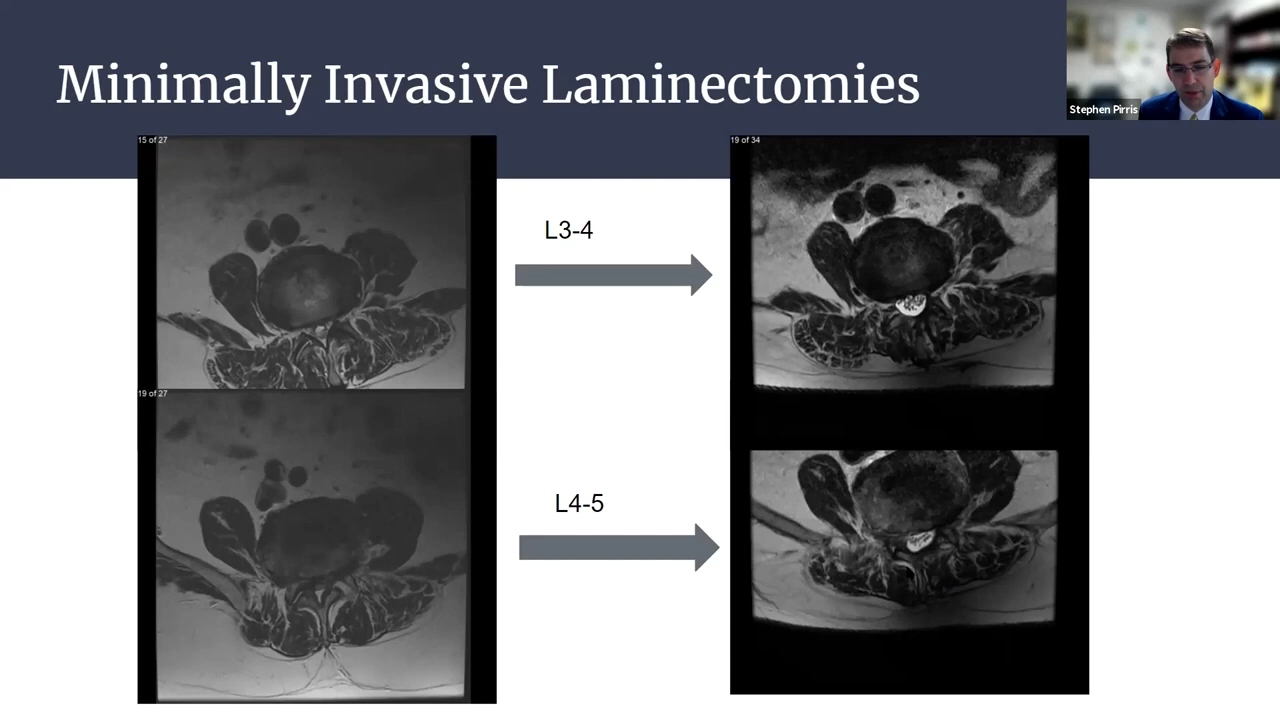 Minimally Invasive Laminectomies
Stephen Pirris
15 of 27
19 of 34
L3-4
19 of 27
L4-5